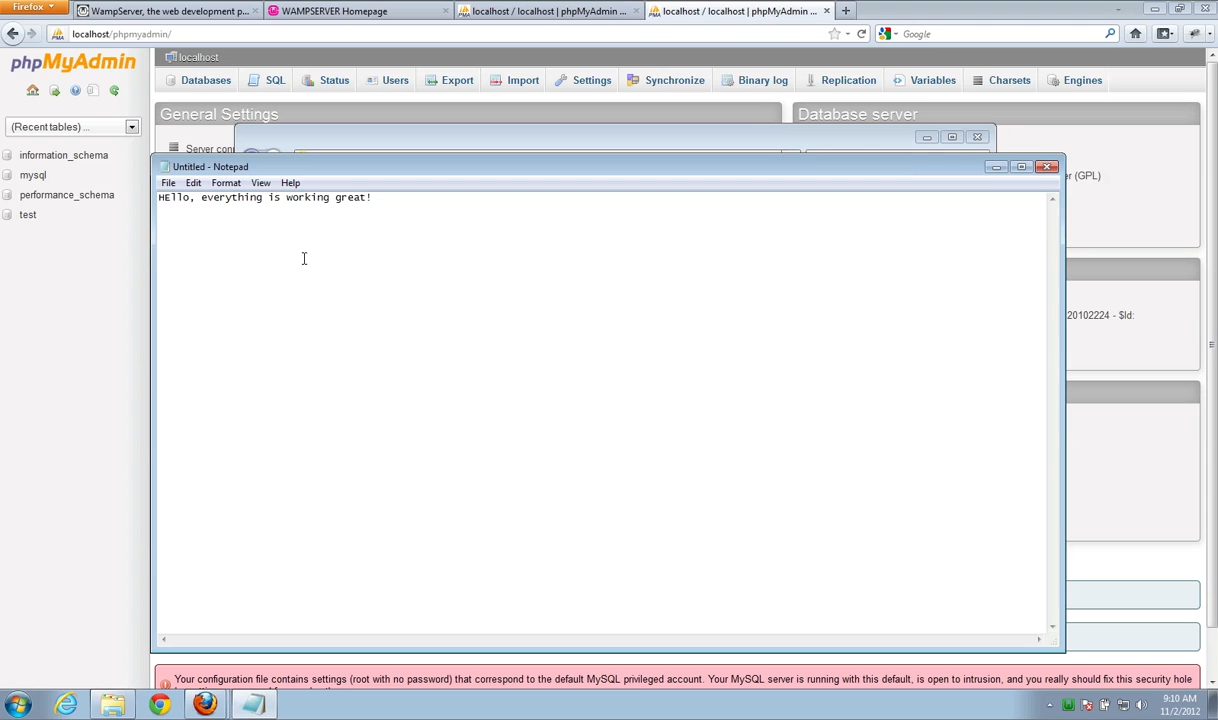 Firefox
WampServer, the web development p...
WAMPSERVER Homepage
localhost / localhost | phpMyAdmin ...
localhost / localhost | phpMyAdmin ...
localhost/phpmyadmin/
Google
phpMyAdmin
localhost
Databases
SQL
Status
Users
Export
Import
Settings
Synchronize
Binary log
Replication
Variables
Charsets
Engines
(Recent tables) ...
information_schema
mysql
performance_schema
test
General Settings
Database server
Server con
er (GPL)
20102224 - $Id:
Untitled - Notepad
File Edit Format View Help
HEllo, everything is working great!
Your configuration file contains settings (root with no password) that correspond to the default MySQL privileged account. Your MySQL server is running with this default, is open to intrusion, and you really should fix this security hole
9:10 AM
11/2/2012